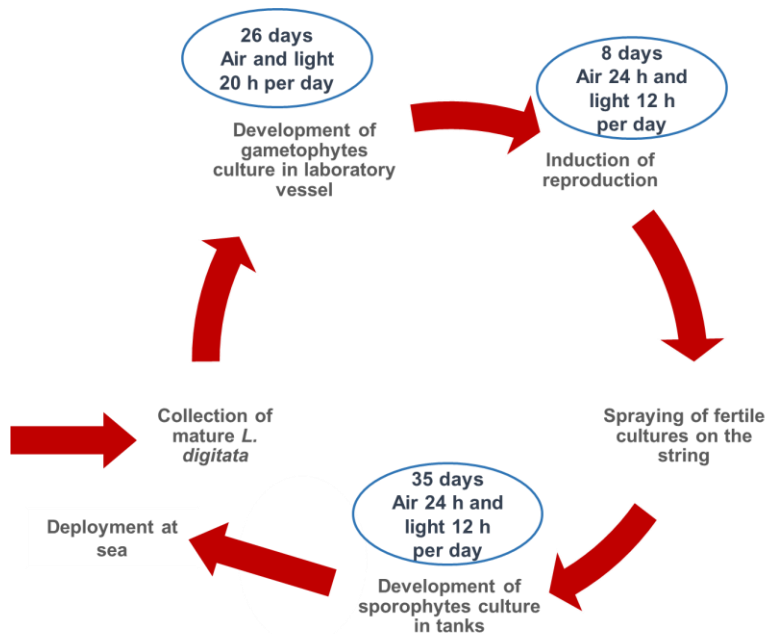 26 days
Air and light
20 h per day
Development of
gametophytes
culture in laboratory
vessel
8 days
Air 24 h and
light 12 h
per day
Induction of
reproduction
Spraying of fertile
cultures on the
string
35 days
Air 24 h and
light 12 h
per day
Development of
sporophytes culture
in tanks
Deployment at
sea
Collection of
mature L.
digitata